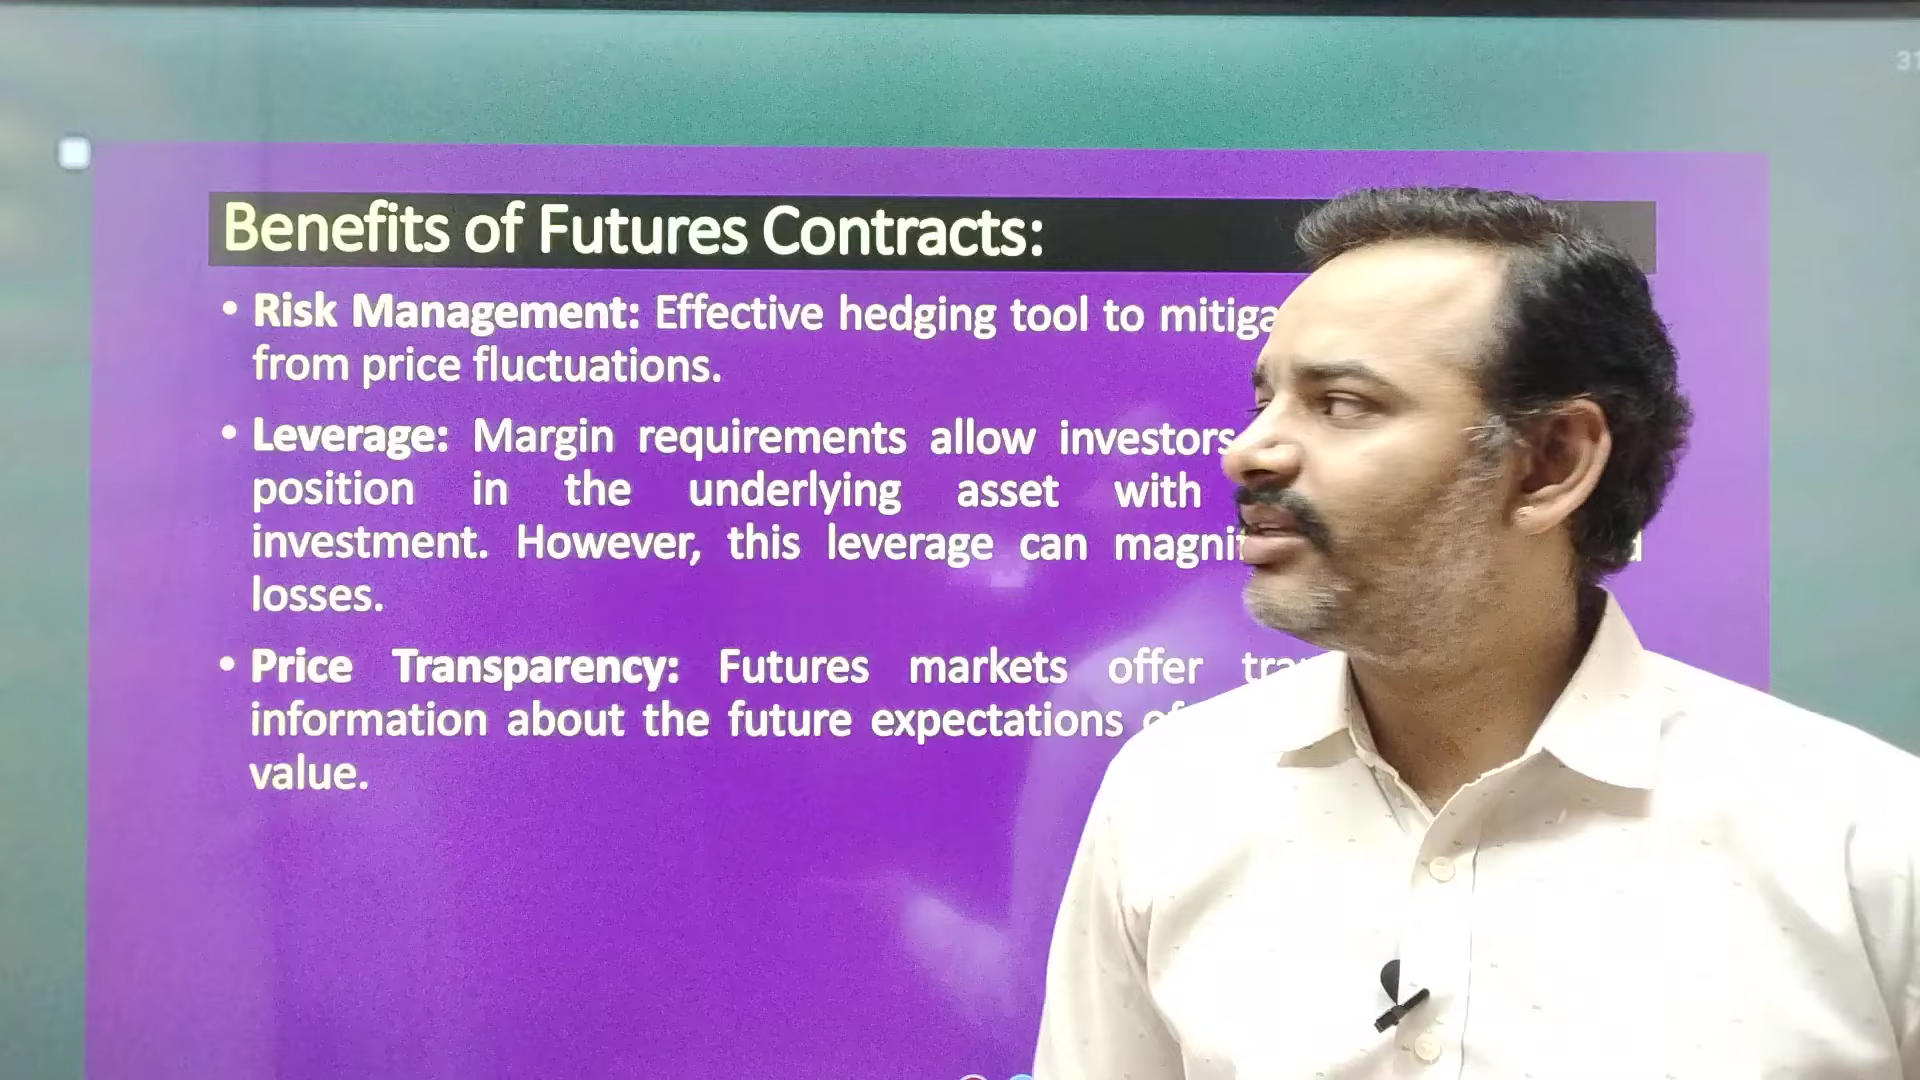 31
Benefits of Futures Contracts:
• Risk Management: Effective hedging tool to
from price fluctuations.
• Leverage: Margin requirements allow investors
position in the underlying asset with
investment. However, this leverage can
losses.
• Price Transparency: Futures markets offer
information about the future expectations
value.